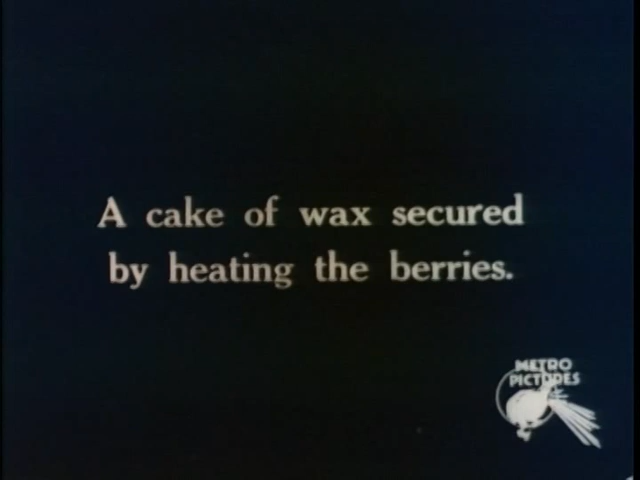 A cake of wax secured
by heating the berries.
METRO
PICTURES